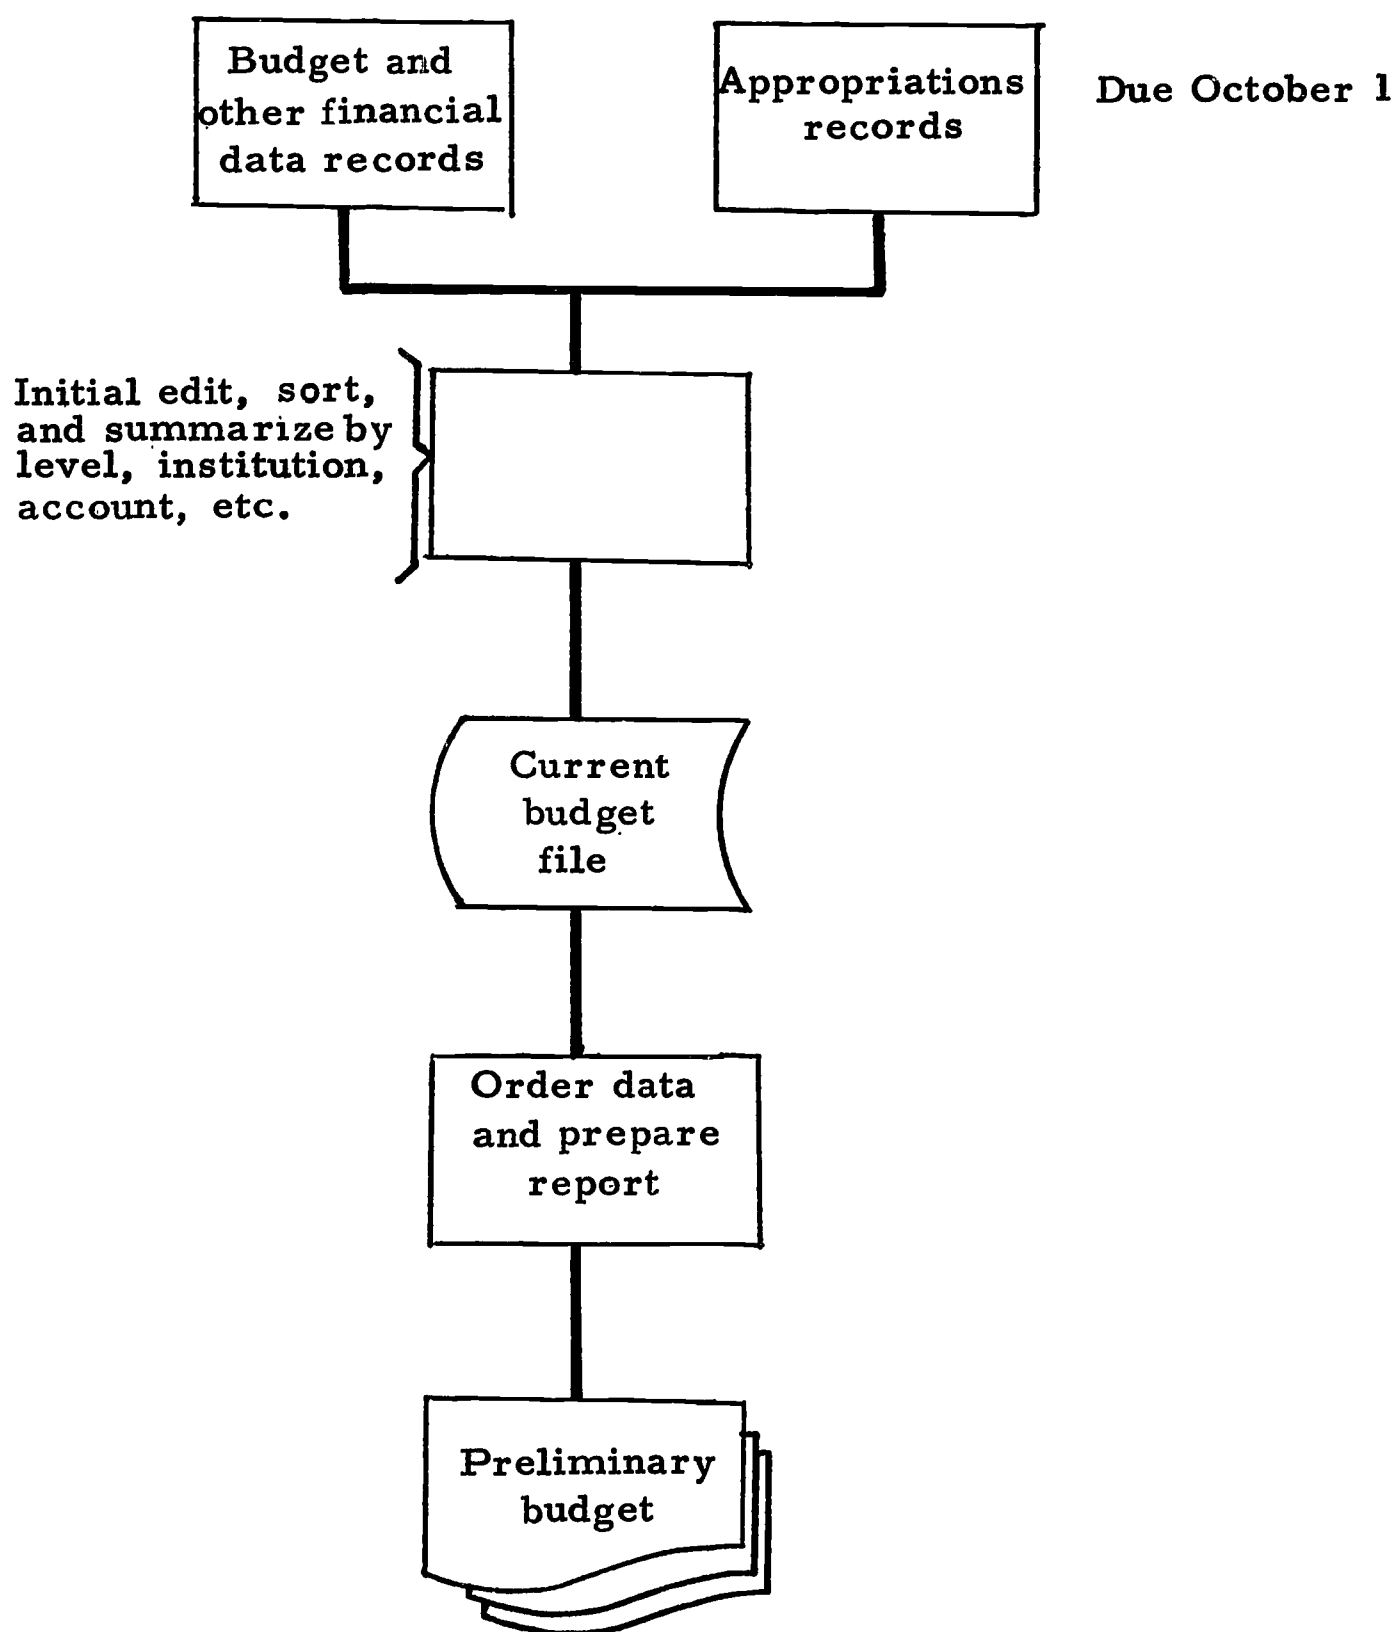 Budget and
other financial
data records
Appropriations
records
Due October 1
Initial edit, sort,
and summarize by
level, institution,
account, etc.
Current
budget
file
Order data
and prepare
report
Preliminary
budget